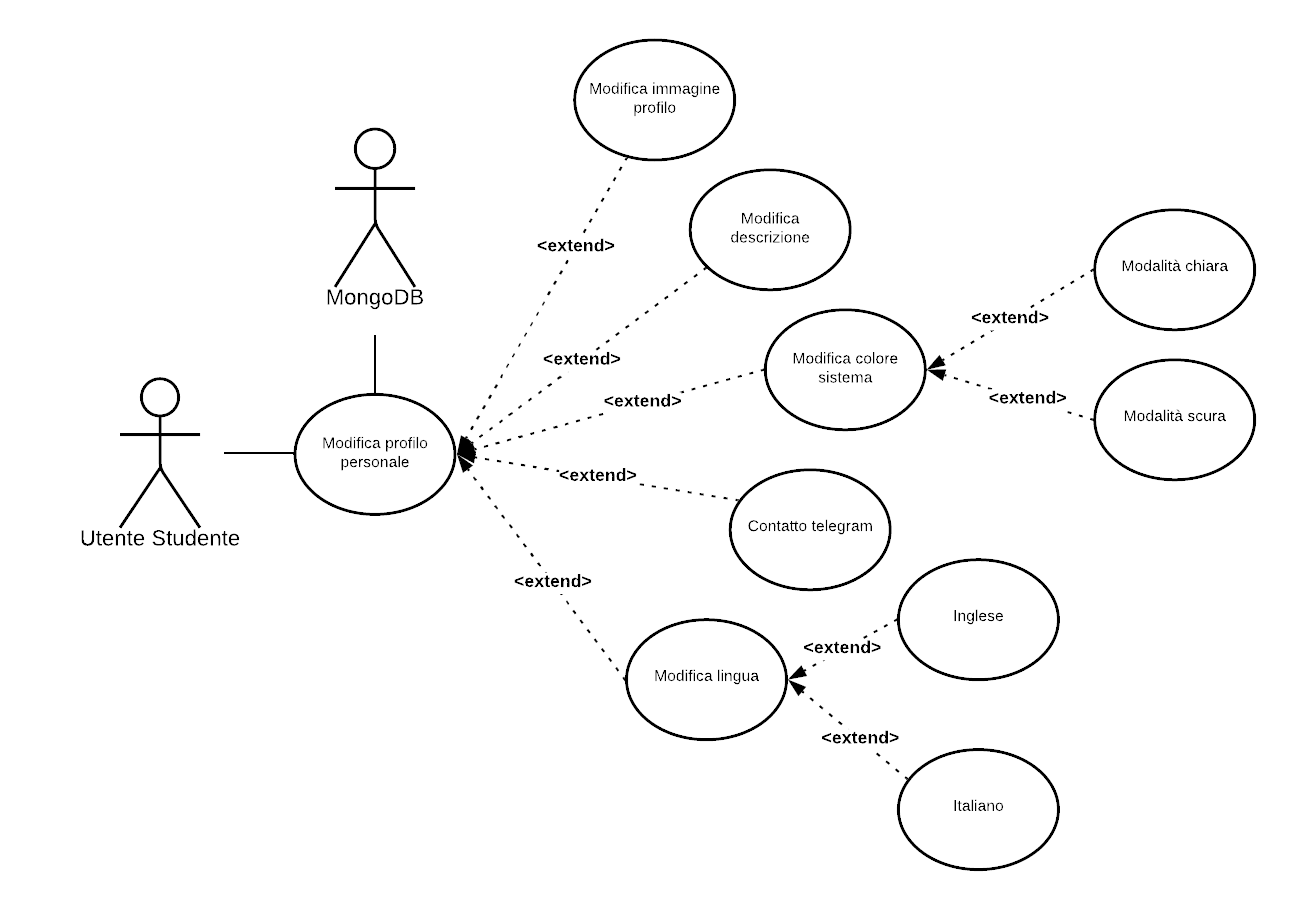 Modifica immagine
profilo
<extend>
Modifica
descrizione
<extend>
MongoDB
Modalità chiara
<extend>
Modifica colore
sistema
<extend>
<extend>
Modalità scura
Modifica profilo
personale
<extend>
Utente Studente
Contatto telegram
<extend>
Modifica lingua
Inglese
<extend>
<extend>
Italiano